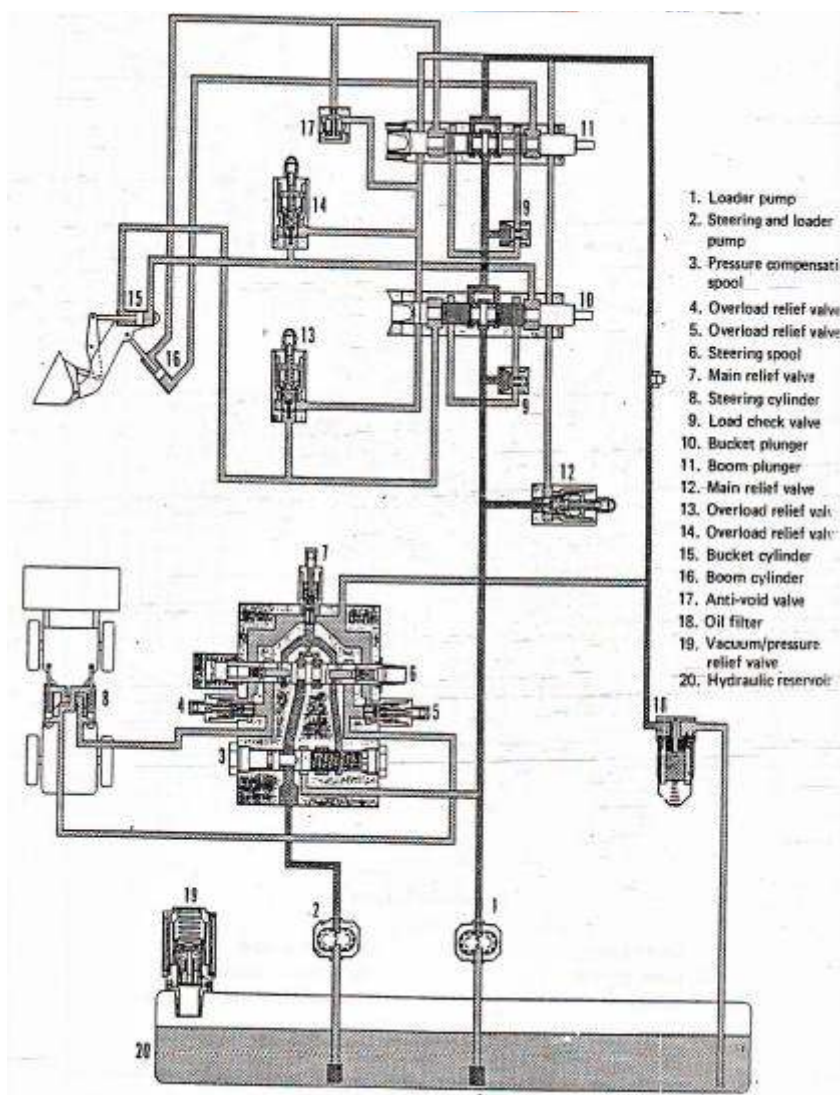 17
11
14
9
15
10
16
13
9
12
7
6
8
4
5
3
18
19
2
1
20
1. Loader pump
2. Steering and loader
pump
3. Pressure compensati
spool
4. Overload relief valve
5. Overload relief valve
6. Steering spool
7. Main relief valve
8. Steering cylinder
9. Load check valve
10. Bucket plunger
11. Boom plunger
12. Main relief valve
13. Overload relief valv
14. Overload relief valv
15. Bucket cylinder
16. Boom cylinder
17. Anti-void valve
18. Oil filter
19. Vacuum/pressure
relief valve
20. Hydraulic reservoir